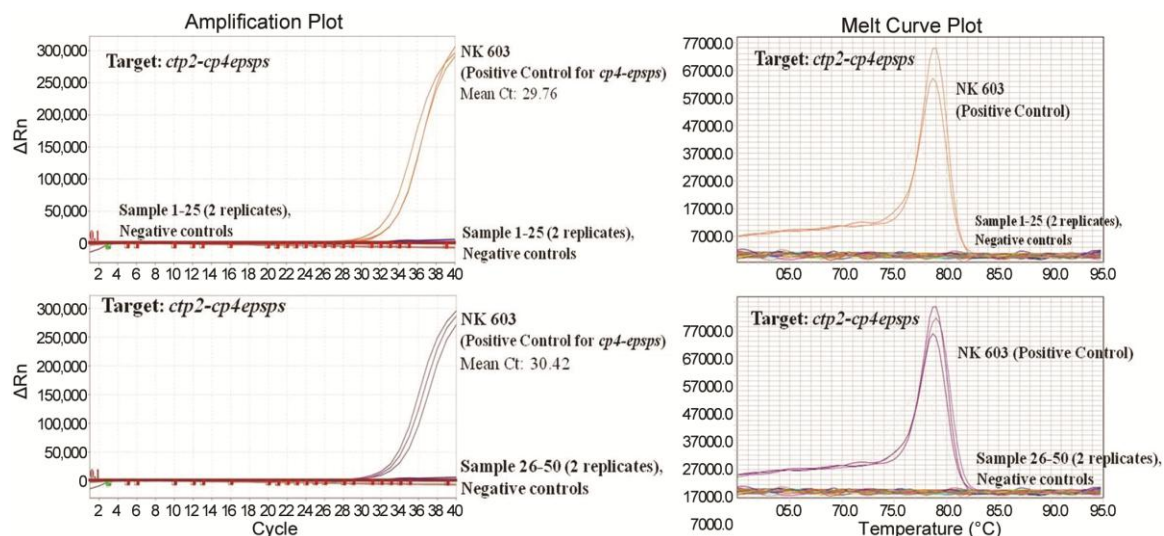 Amplification Plot
300,000
250,000
200,000
150,000
100,000
50,000
0
ΔRn
Target: ctp2-cp4epsps
NK 603
(Positive Control for cp4-epsps)
Mean Ct: 29.76
Sample 1-25 (2 replicates),
Negative controls
Sample 1-25 (2 replicates),
Negative controls
2 4 6 8 10 12 14 16 18 20 22 24 26 28 30 32 34 36 38 40
Melt Curve Plot
77000.0
67000.0
57000.0
47000.0
37000.0
27000.0
17000.0
7000.0
Target: ctp2-cp4epsps
NK 603
(Positive Control)
Sample 1-25 (2 replicates),
Negative controls
05.0 70.0 75.0 80.0 85.0 90.0 95.0
300,000
250,000
200,000
150,000
100,000
50,000
0
ΔRn
Target: ctp2-cp4epsps
NK 603
(Positive Control for cp4-epsps)
Mean Ct: 30.42
Sample 26-50 (2 replicates),
Negative controls
2 4 6 8 10 12 14 16 18 20 22 24 26 28 30 32 34 36 38 40
Cycle
77000.0
67000.0
57000.0
47000.0
37000.0
27000.0
17000.0
7000.0
Target: ctp2-cp4epsps
NK 603 (Positive Control)
Sample 26-50 (2 replicates),
Negative controls
05.0 70.0 75.0 80.0 85.0 90.0 95.0
Temperature (°C)